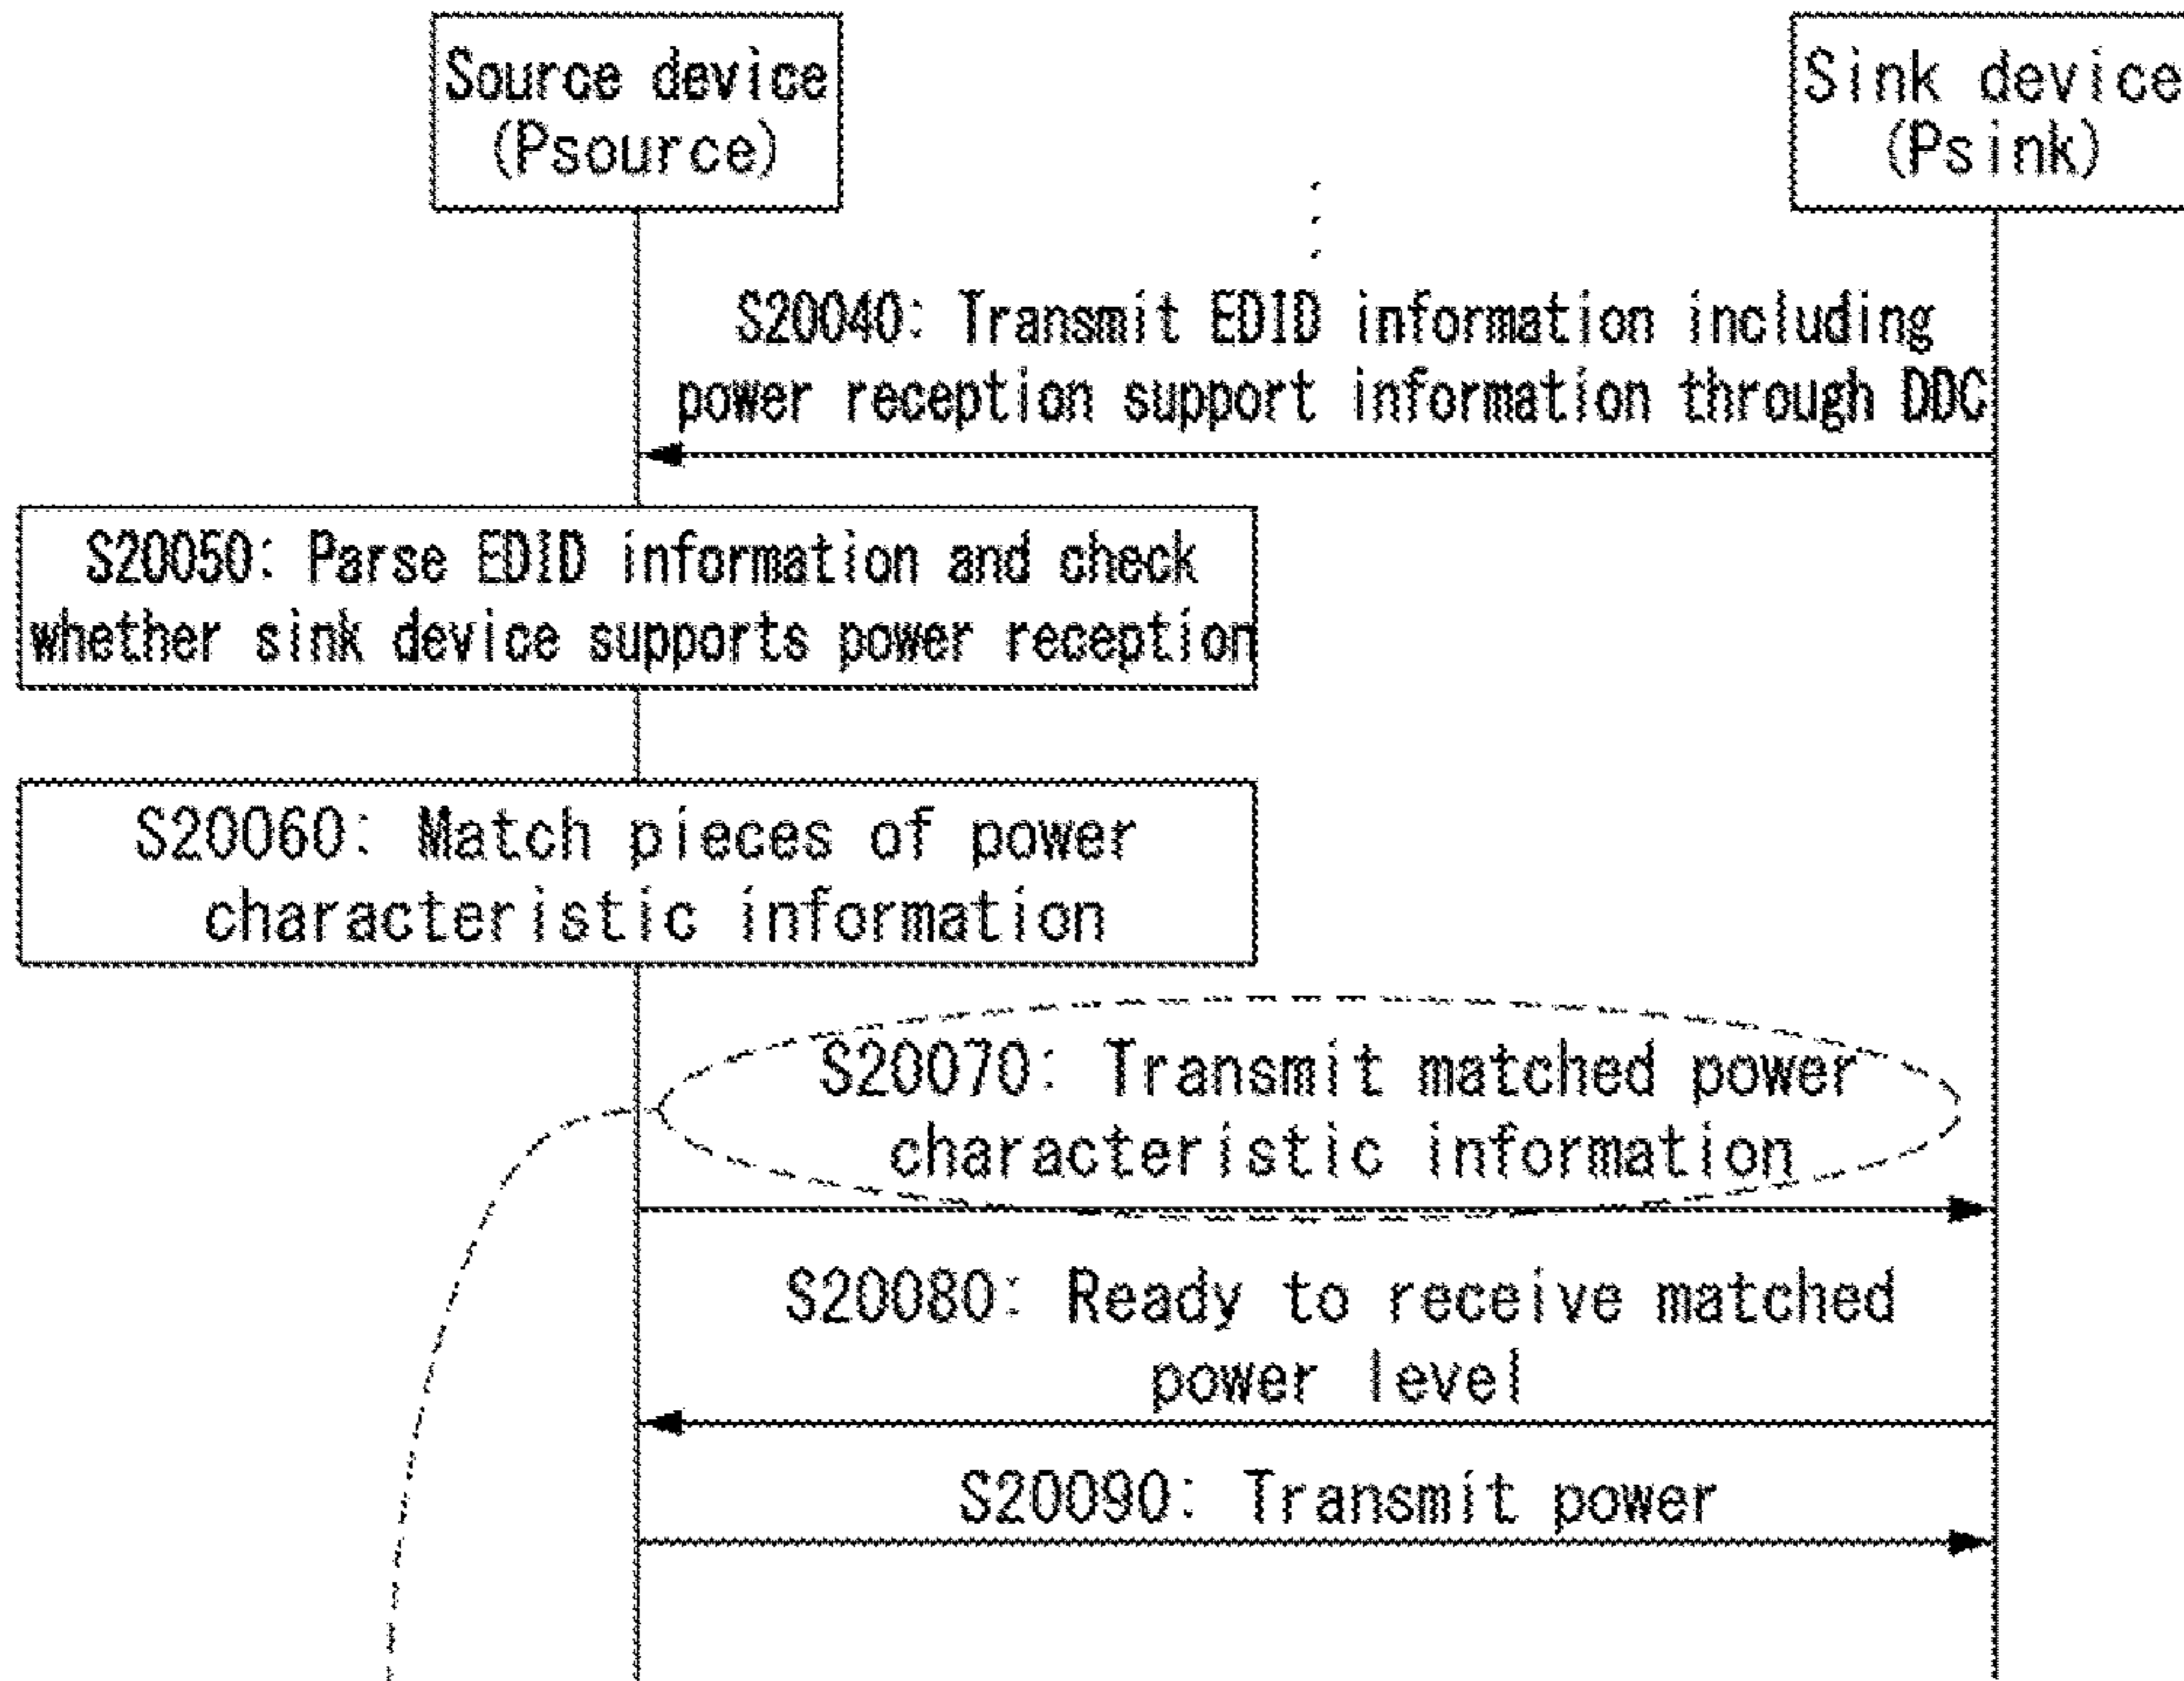 Source device
(Psource)
Sink device
(Psink)
S20040: Transmit EDID information including
power reception support information through DDC
S20050: Parse EDID information and check
whether sink device supports power reception
S20060: Match pieces of power
characteristic information
S20070: Transmit matched power
characteristic information
S20080: Ready to receive matched
power level
S20090: Transmit power